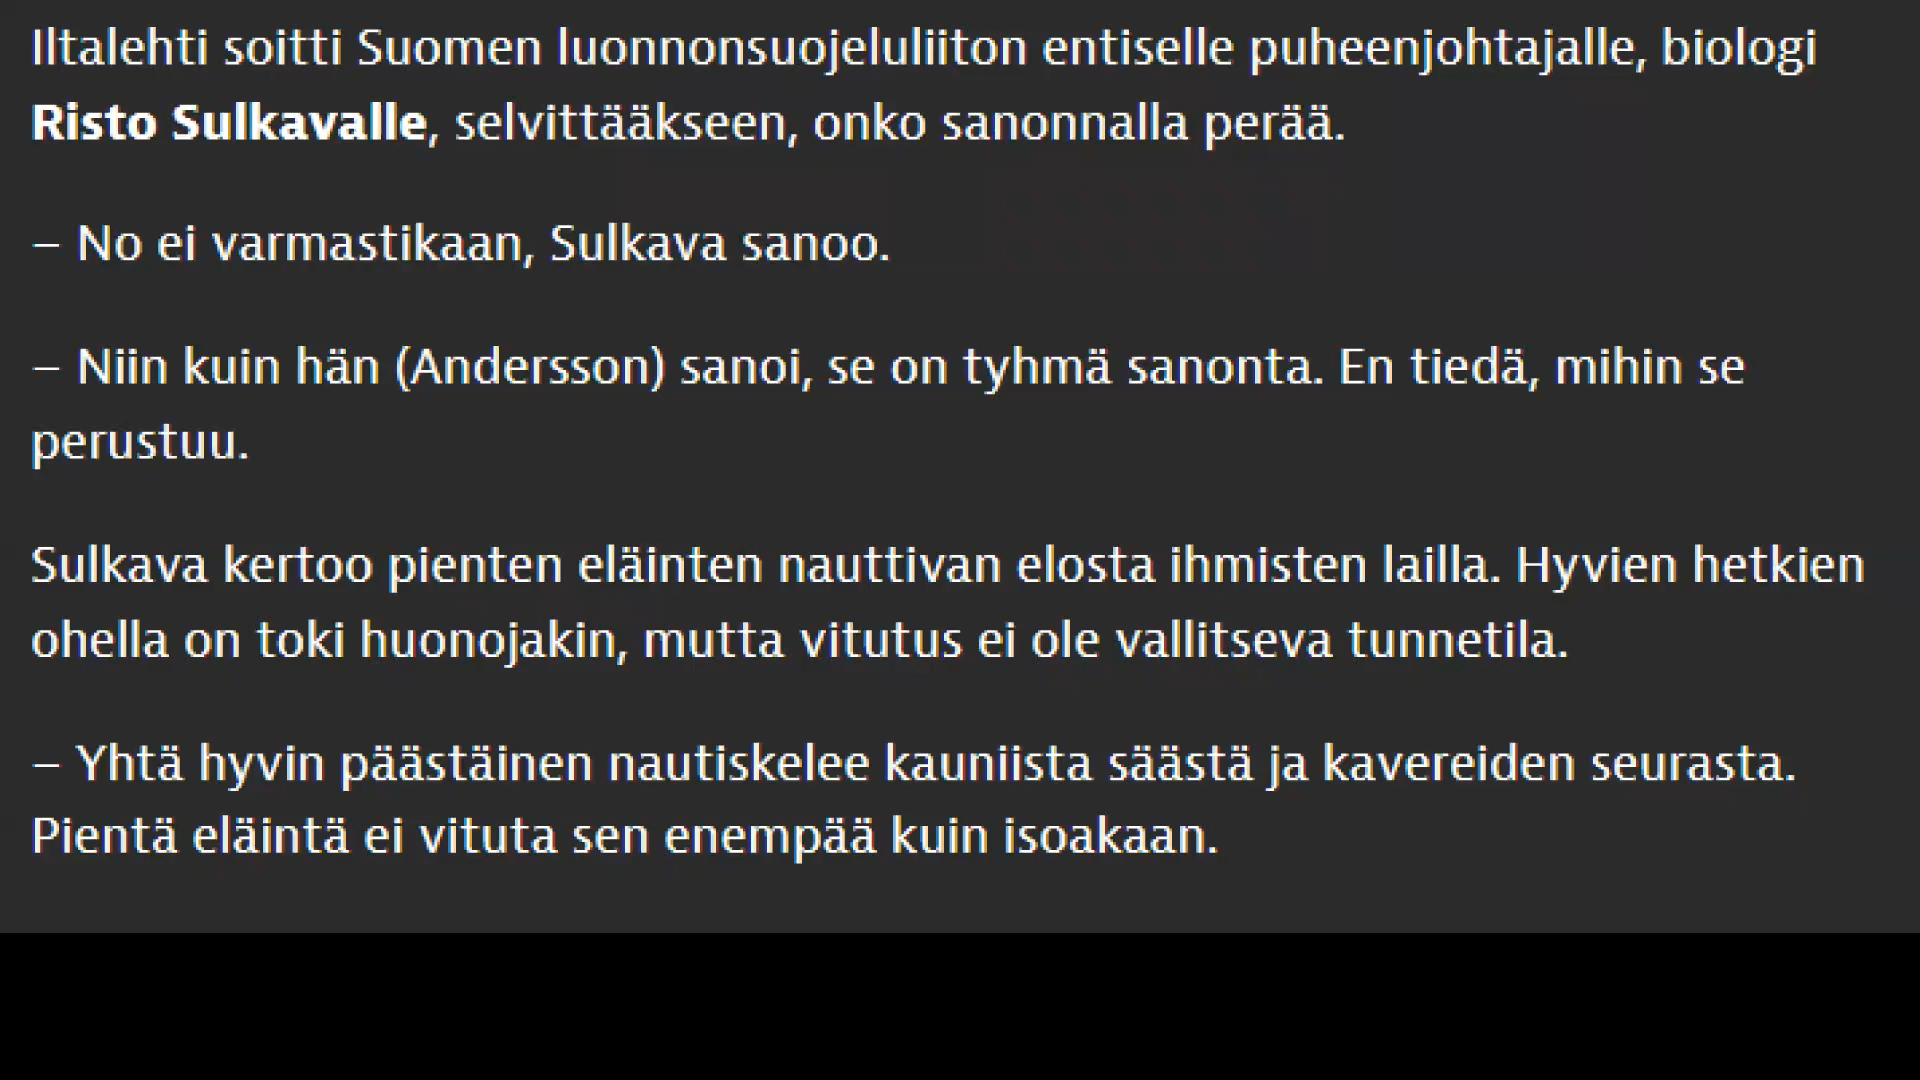 Iltalehti soitti Suomen luonnonsuojeluliiton entiselle puheenjohtajalle, biologi
Risto Sulkavalle, selvittääkseen, onko sanonnalla perää.
– No ei varmastikaan, Sulkava sanoo.
– Niin kuin hän (Andersson) sanoi, se on tyhmä sanonta. En tiedä, mihin se
perustuu.
Sulkava kertoo pienten eläinten nauttivan elosta ihmisten lailla. Hyvien hetkien
ohella on toki huonojakin, mutta vitutus ei ole vallitseva tunnetila.
– Yhtä hyvin päästäinen nautiskelee kauniista säästä ja kavereiden seurasta.
Pientä eläintä ei vituta sen enempää kuin isoakaan.